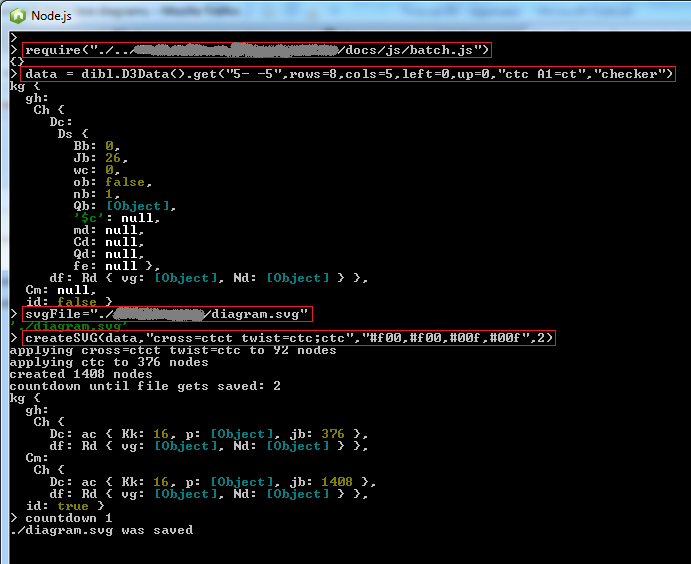 Node.js
>
> require("./../ /docs/js/batch.js")
{}
> data = dibl.D3Data().get("5- -5",rows=8,cols=5,left=0,up=0,"ctc A1=ct","checker")
kg {
  gh:
   Ch {
     Dc:
      Ds {
        Bb: 0,
        Jb: 26,
        wc: 0,
        ob: false,
        nb: 1,
        Qb: [Object],
        '$c': null,
        md: null,
        Cd: null,
        Qd: null,
        fe: null },
     df: Rd { vg: [Object], Nd: [Object] } },
  Cm: null,
  id: false }
> svgFile="./ /diagram.svg"
'./diagram.svg'
> createSVG(data,"cross=ctct twist=ctc;ctc","#f00,#f00,#00f,#00f",2)
applying cross=ctct twist=ctc to 92 nodes
applying ctc to 376 nodes
created 1408 nodes
countdown until file gets saved: 2
kg {
  gh:
   Ch {
     Dc: ac { Kk: 16, p: [Object], jb: 376 },
     df: Rd { vg: [Object], Nd: [Object] } },
  Cm:
   Ch {
     Dc: ac { Kk: 16, p: [Object], jb: 1408 },
     df: Rd { vg: [Object], Nd: [Object] } },
  id: true }
> countdown 1
./diagram.svg was saved